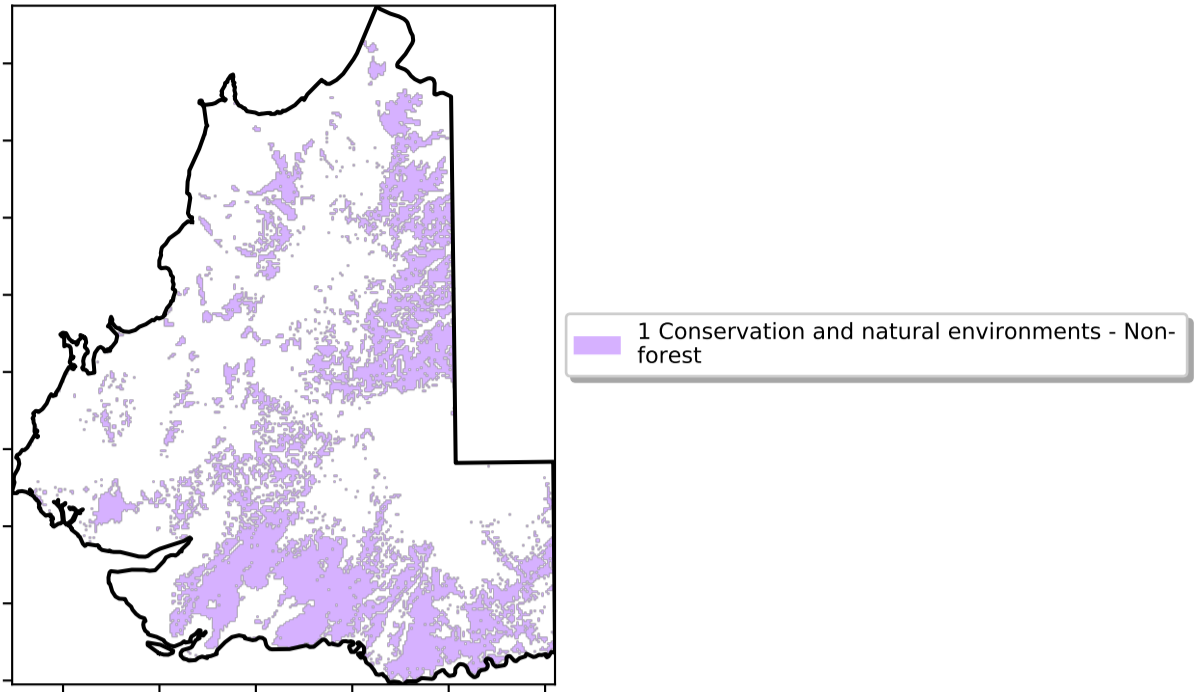 1 Conservation and natural environments - Non-
forest